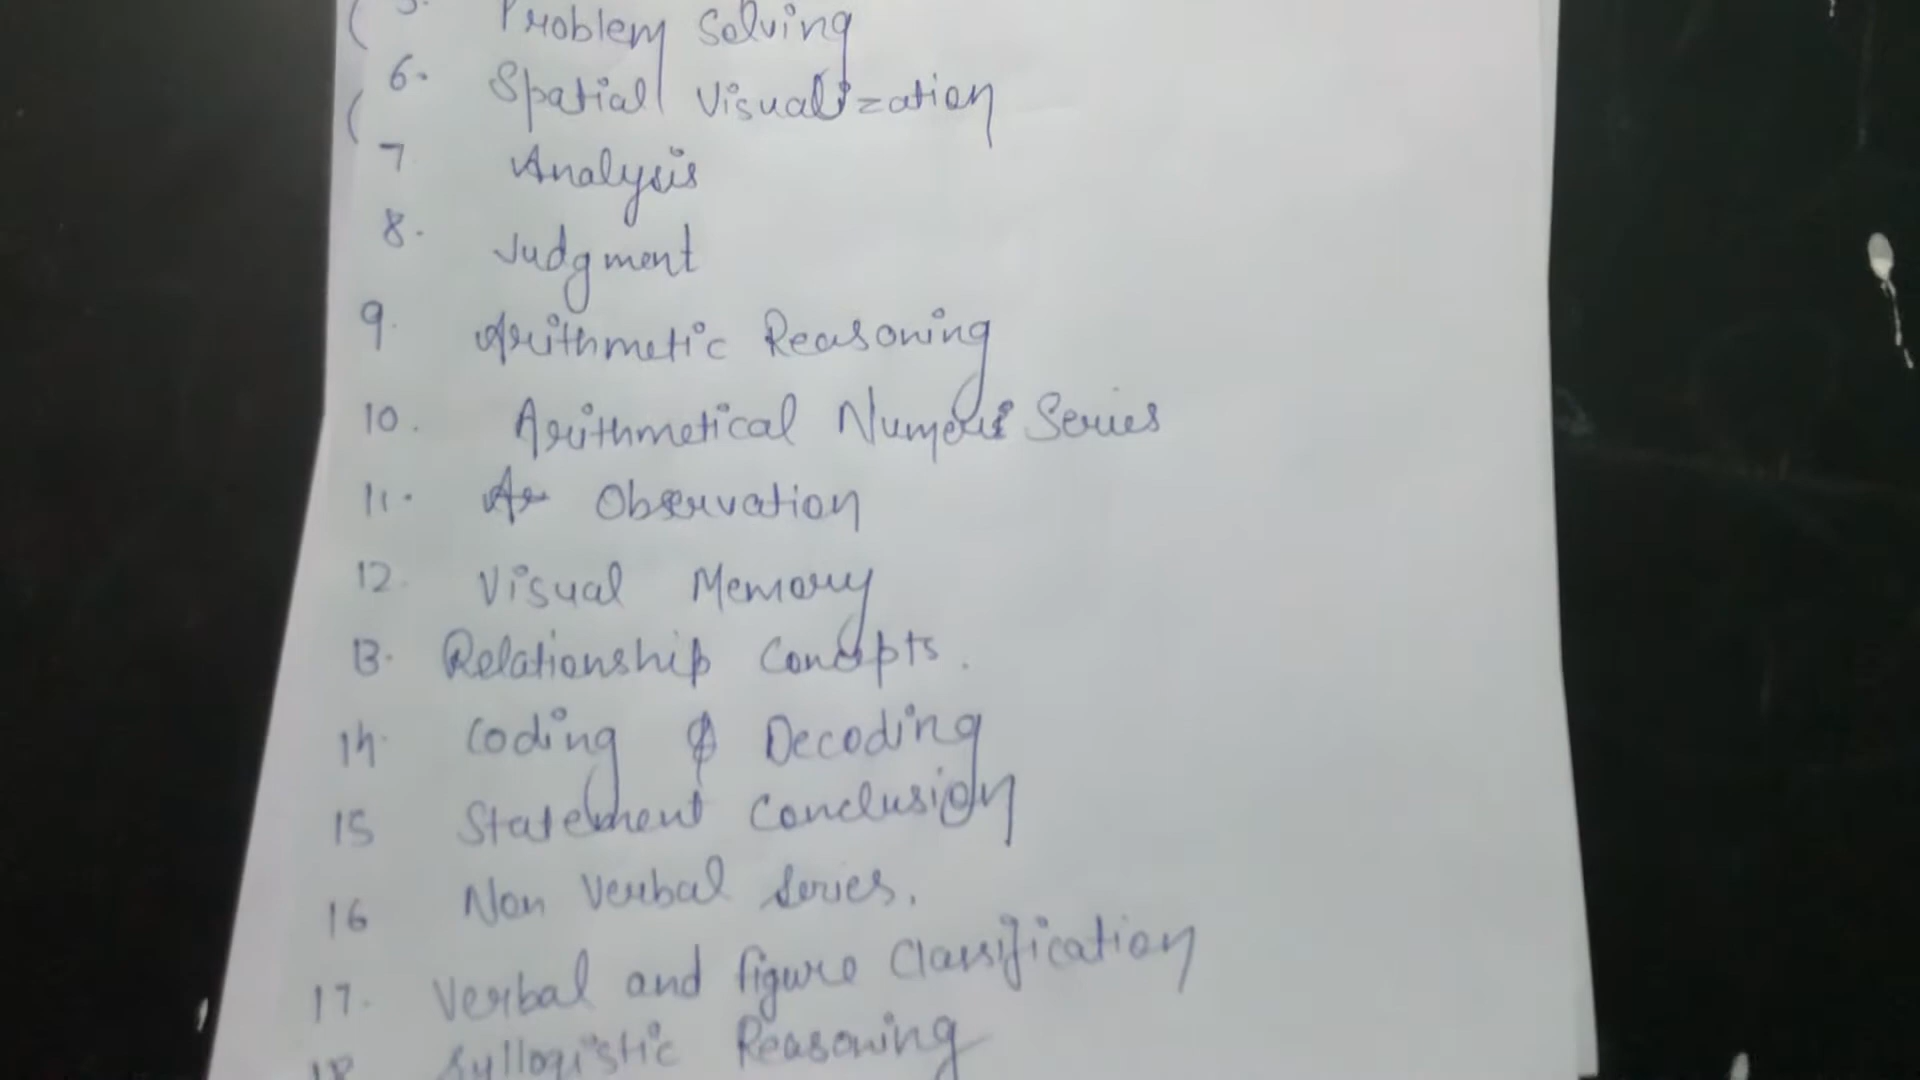 5. Problem Solving
6. Spatial Visualization
7 Analysis
8. Judgment
9. Arithmetic Reasoning
10. Arithmetical Number Series
11. Observation
12. Visual Memory
13. Relationship Concepts.
14. Coding & Decoding
15 Statement Conclusion
16 Non Verbal Series.
17. Verbal and figure Classification
18 Syllogistic Reasoning